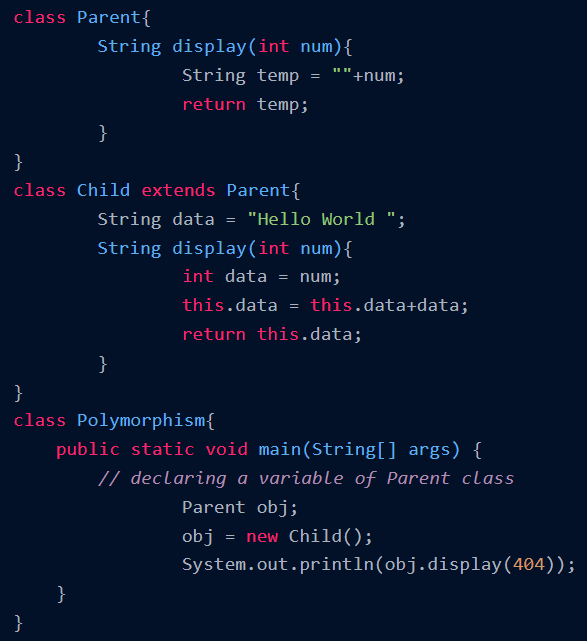 class Parent{
        String display(int num){
                String temp = ""+num;
                return temp;
        }
}
class Child extends Parent{
        String data = "Hello World ";
        String display(int num){
                int data = num;
                this.data = this.data+data;
                return this.data;
        }
}
class Polymorphism{
    public static void main(String[] args) {
        // declaring a variable of Parent class
                Parent obj;
                obj = new Child();
                System.out.println(obj.display(404));
    }
}